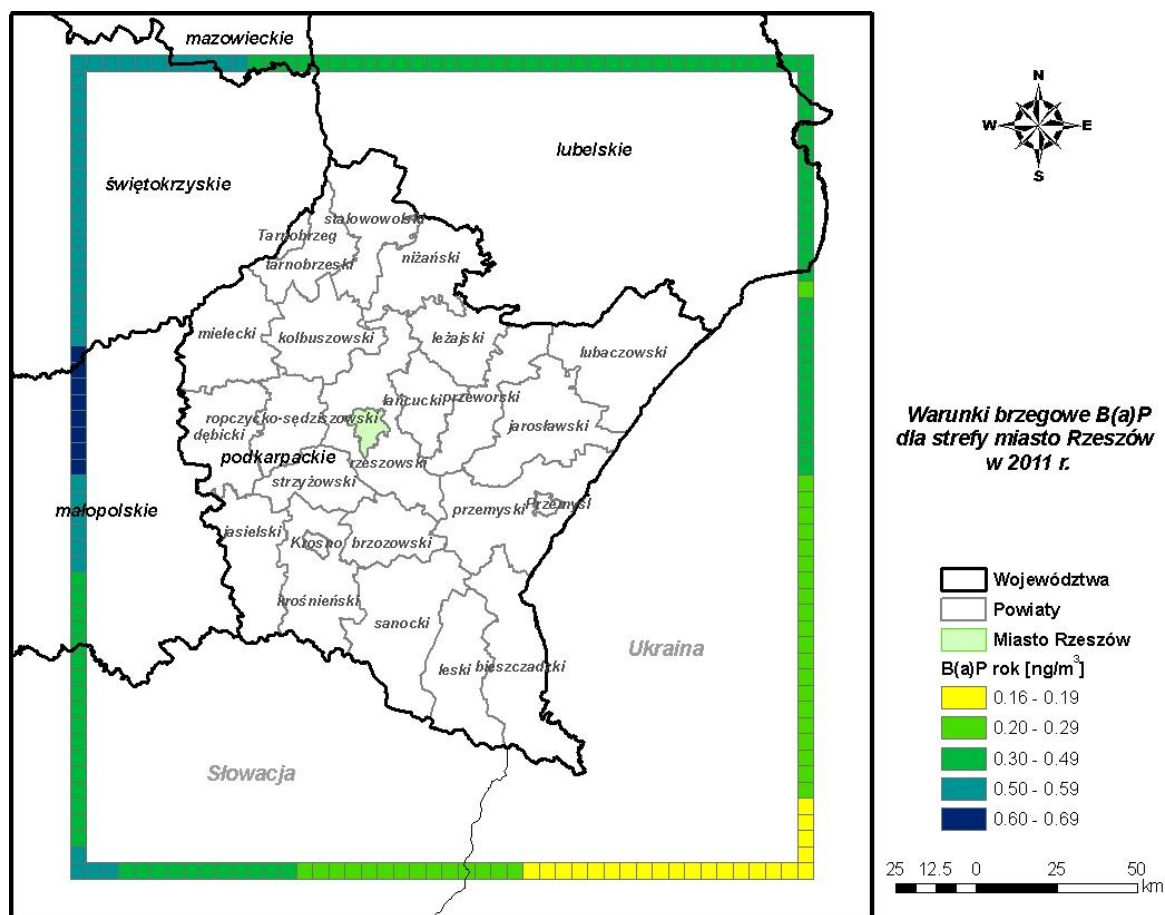 mazowieckie
lubelskie
świętokrzyskie
stalowowolski
Tarnobrzeg
niżański
tarnobrzeski
mielecki
kolbuszowski
leżajski
lubaczowski
łańcucki
przeworski
ropczycko-sędziszowski
jarosławski
dębicki
podkarpackie
rzeszowski
strzyżowski
małopolskie
przemyski
Przemyśl
jasielski
Krosno
brzozowski
krośnieński
sanocki
Ukraina
leski
bieszczadzki
Słowacja
N
W
E
S
Warunki brzegowe B(a)P
dla strefy miasto Rzeszów
w 2011 r.
Województwa
Powiaty
Miasto Rzeszów
B(a)P rok [ng/m³]
0.16 - 0.19
0.20 - 0.29
0.30 - 0.49
0.50 - 0.59
0.60 - 0.69
25 12.5 0 25 50
km